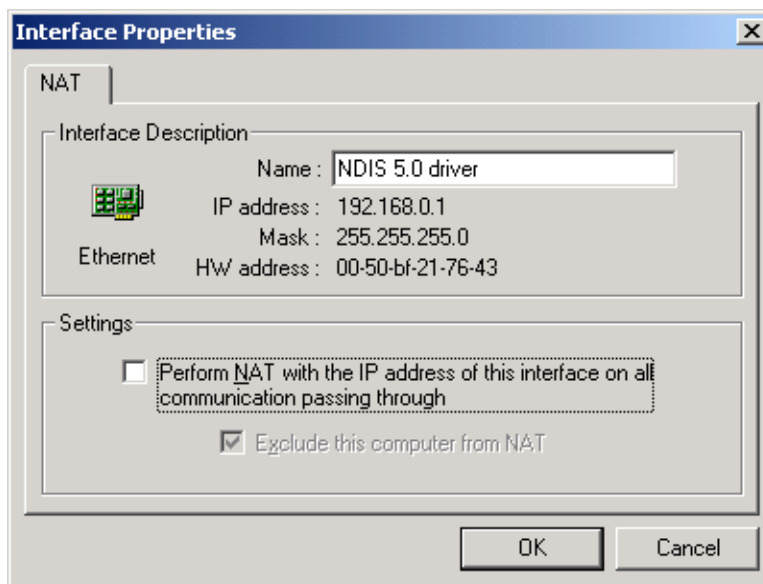 Interface Properties
NAT
Interface Description
Name : NDIS 5.0 driver
IP address : 192.168.0.1
Mask : 255.255.255.0
Ethernet
HW address : 00-50-bf-21-76-43
Settings
Perform NAT with the IP address of this interface on all
communication passing through
Exclude this computer from NAT
OK Cancel